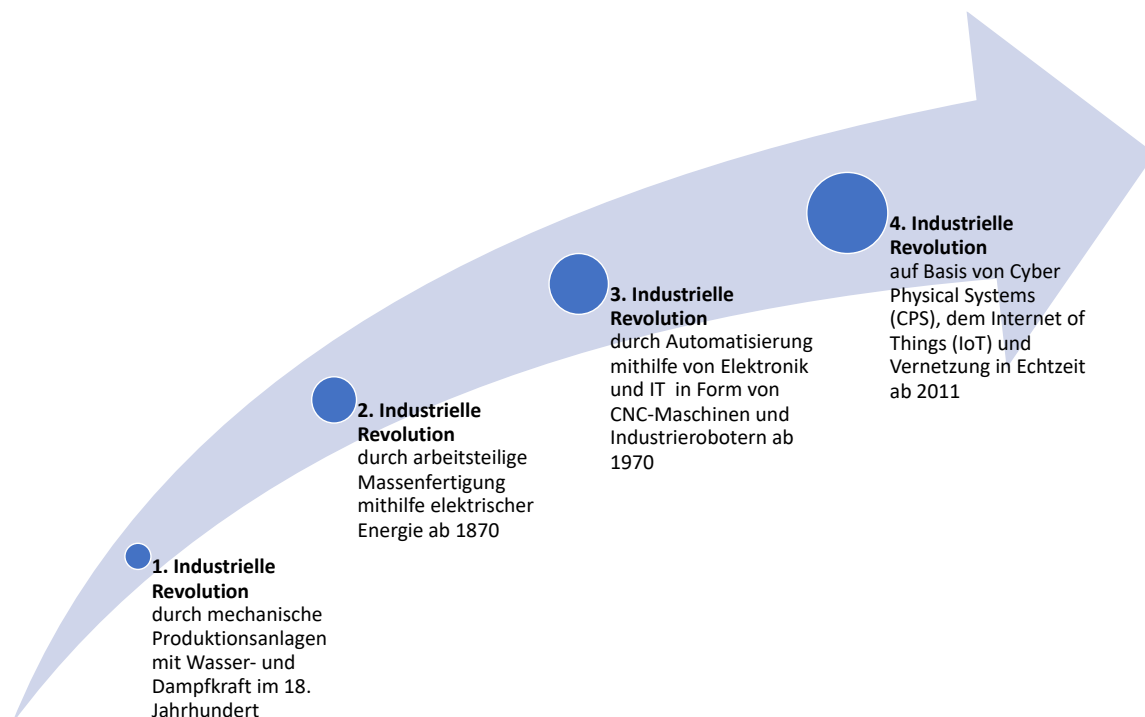 4. Industrielle
Revolution
auf Basis von Cyber
Physical Systems
(CPS), dem Internet of
Things (IoT) und
Vernetzung in Echtzeit
ab 2011
3. Industrielle
Revolution
durch Automatisierung
mithilfe von Elektronik
und IT  in Form von
CNC-Maschinen und
Industrierobotern ab
1970
2. Industrielle
Revolution
durch arbeitsteilige
Massenfertigung
mithilfe elektrischer
Energie ab 1870
1. Industrielle
Revolution
durch mechanische
Produktionsanlagen
mit Wasser- und
Dampfkraft im 18.
Jahrhundert